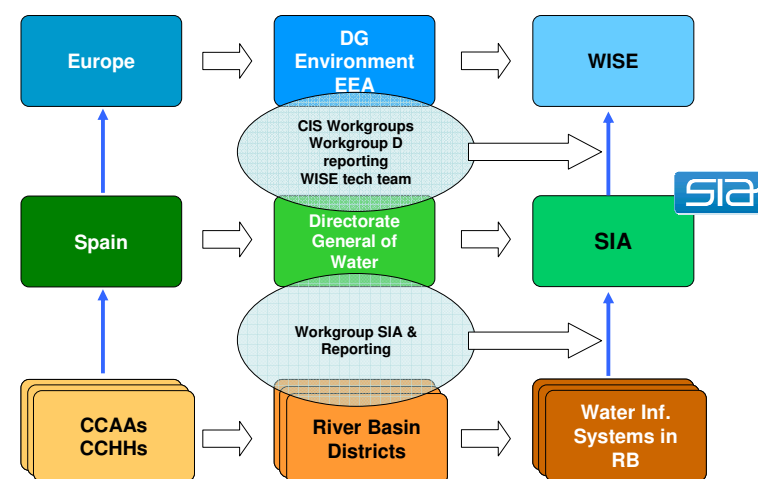 Europe
DG
Environment
EEA
WISE
CIS Workgroups
Workgroup D
reporting
WISE tech team
sia
Spain
Directorate
General of
Water
SIA
Workgroup SIA &
Reporting
CCAAs
CCHHs
River Basin
Districts
Water Inf.
Systems in
RB